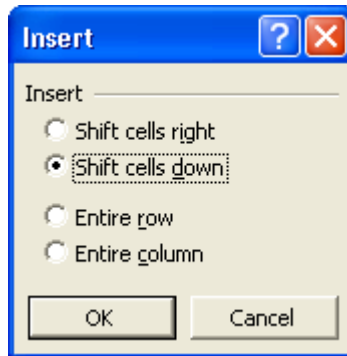 Insert
Insert
Shift cells right
Shift cells down
Entire row
Entire column
OK Cancel